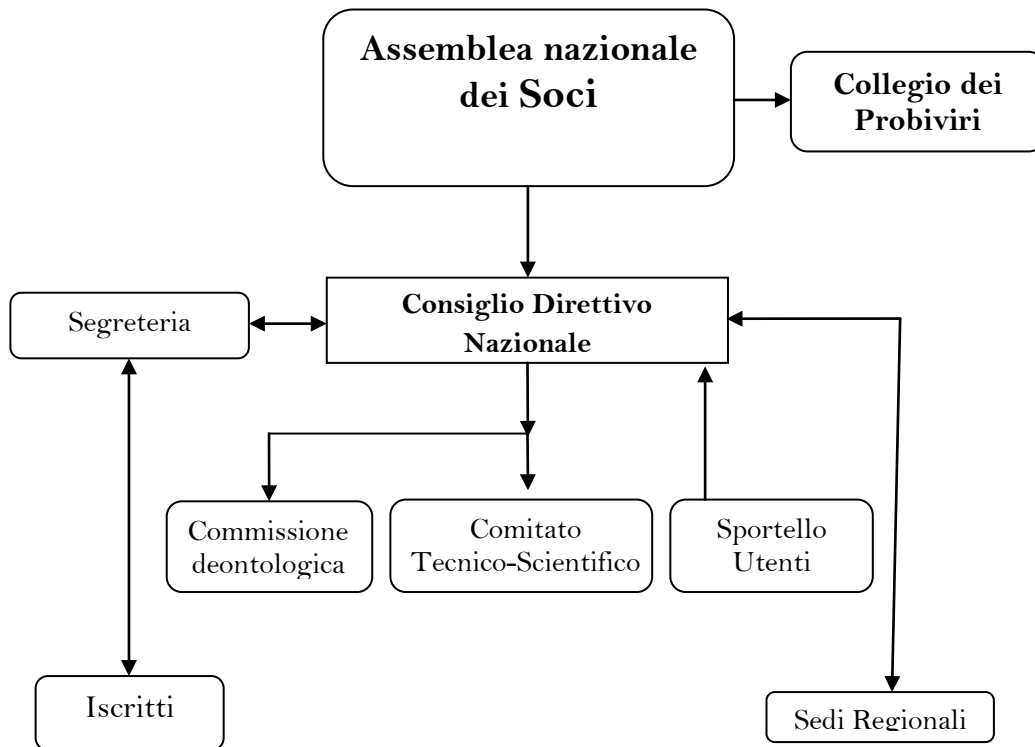 Assemblea nazionale
dei Soci
Collegio dei
Probiviri
Consiglio Direttivo
Nazionale
Segreteria
Commissione
deontologica
Comitato
Tecnico-Scientifico
Sportello
Utenti
Iscritti
Sedi Regionali